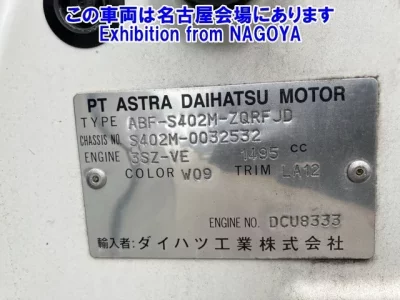 この車両は名古屋会場にあります
Exhibition from NAGOYA
PT ASTRA DAIHATSU MOTOR
TYPE ABF-S402M-ZQRFJD
CHASSIS NO S402M-0032532
ENGINE 3SZ-VE 1495 cc
COLOR W09 TRIM LA12
ENGINE NO. DCU8333
輸入者:ダイハツ工業株式会社